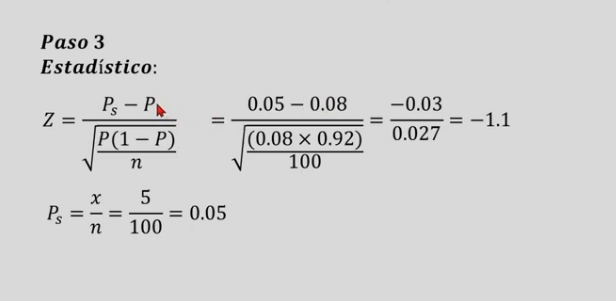 Paso 3
Estadístico:
Z = (P_s − P) / √(P(1 − P) / n) = (0.05 − 0.08) / √((0.08 × 0.92) / 100) = −0.03 / 0.027 = −1.1
P_s = x / n = 5 / 100 = 0.05